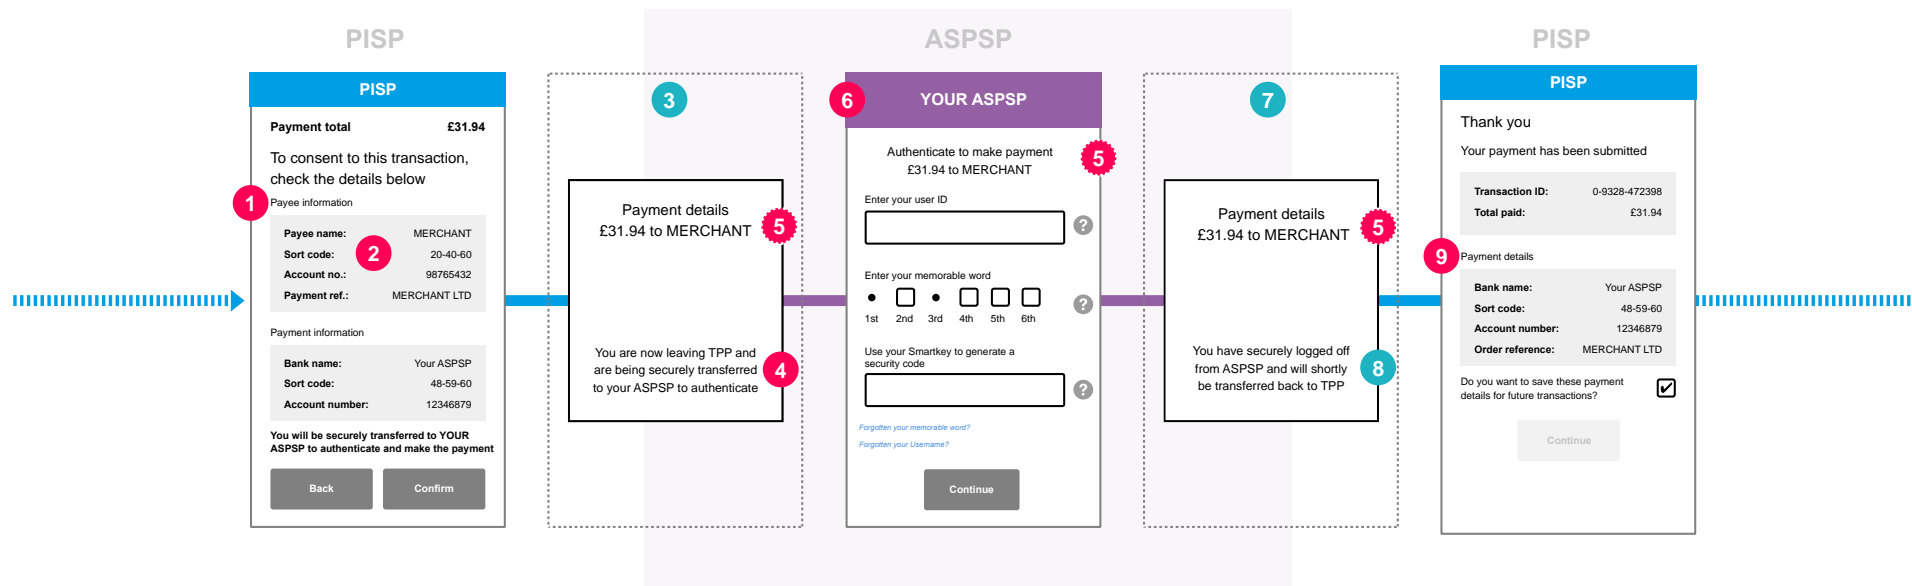 PISP
ASPSP
PISP
PISP
Payment total £31.94
To consent to this transaction,
check the details below
1
Payee information
Payee name: MERCHANT
2
Sort code: 20-40-60
Account no.: 98765432
Payment ref.: MERCHANT LTD
Payment information
Bank name: Your ASPSP
Sort code: 48-59-60
Account number: 12346879
You will be securely transferred to YOUR
ASPSP to authenticate and make the payment
Back Confirm
3
Payment details
£31.94 to MERCHANT
5
You are now leaving TPP and
are being securely transferred
to your ASPSP to authenticate
4
6
YOUR ASPSP
Authenticate to make payment
£31.94 to MERCHANT
5
Enter your user ID
?
Enter your memorable word
?
1st 2nd 3rd 4th 5th 6th
Use your Smartkey to generate a
security code
?
Forgotten your memorable word?
Forgotten your Username?
Continue
7
Payment details
£31.94 to MERCHANT
5
You have securely logged off
from ASPSP and will shortly
be transferred back to TPP
8
PISP
Thank you
Your payment has been submitted
Transaction ID: 0-9328-472398
Total paid: £31.94
9
Payment details
Bank name: Your ASPSP
Sort code: 48-59-60
Account number: 12346879
Order reference: MERCHANT LTD
Do you want to save these payment
details for future transactions?
Continue